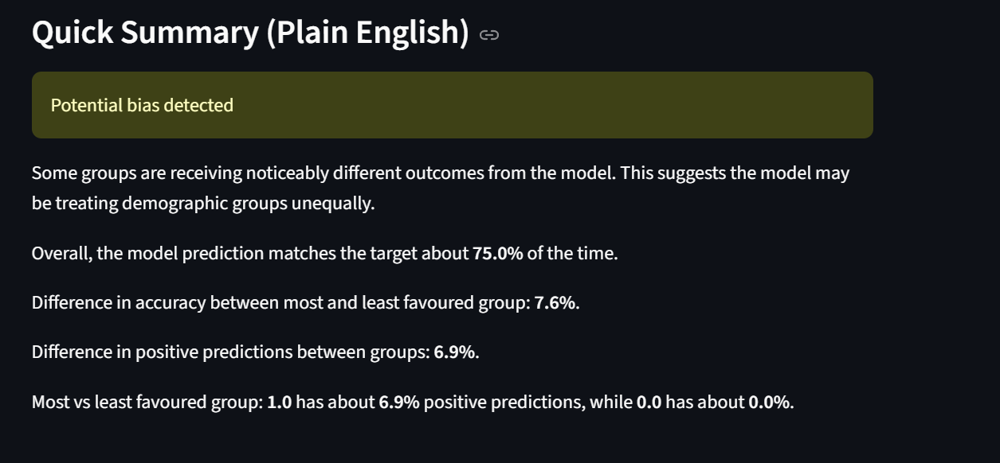 Quick Summary (Plain English)
Potential bias detected
Some groups are receiving noticeably different outcomes from the model. This suggests the model may
be treating demographic groups unequally.
Overall, the model prediction matches the target about 75.0% of the time.
Difference in accuracy between most and least favoured group: 7.6%.
Difference in positive predictions between groups: 6.9%.
Most vs least favoured group: 1.0 has about 6.9% positive predictions, while 0.0 has about 0.0%.